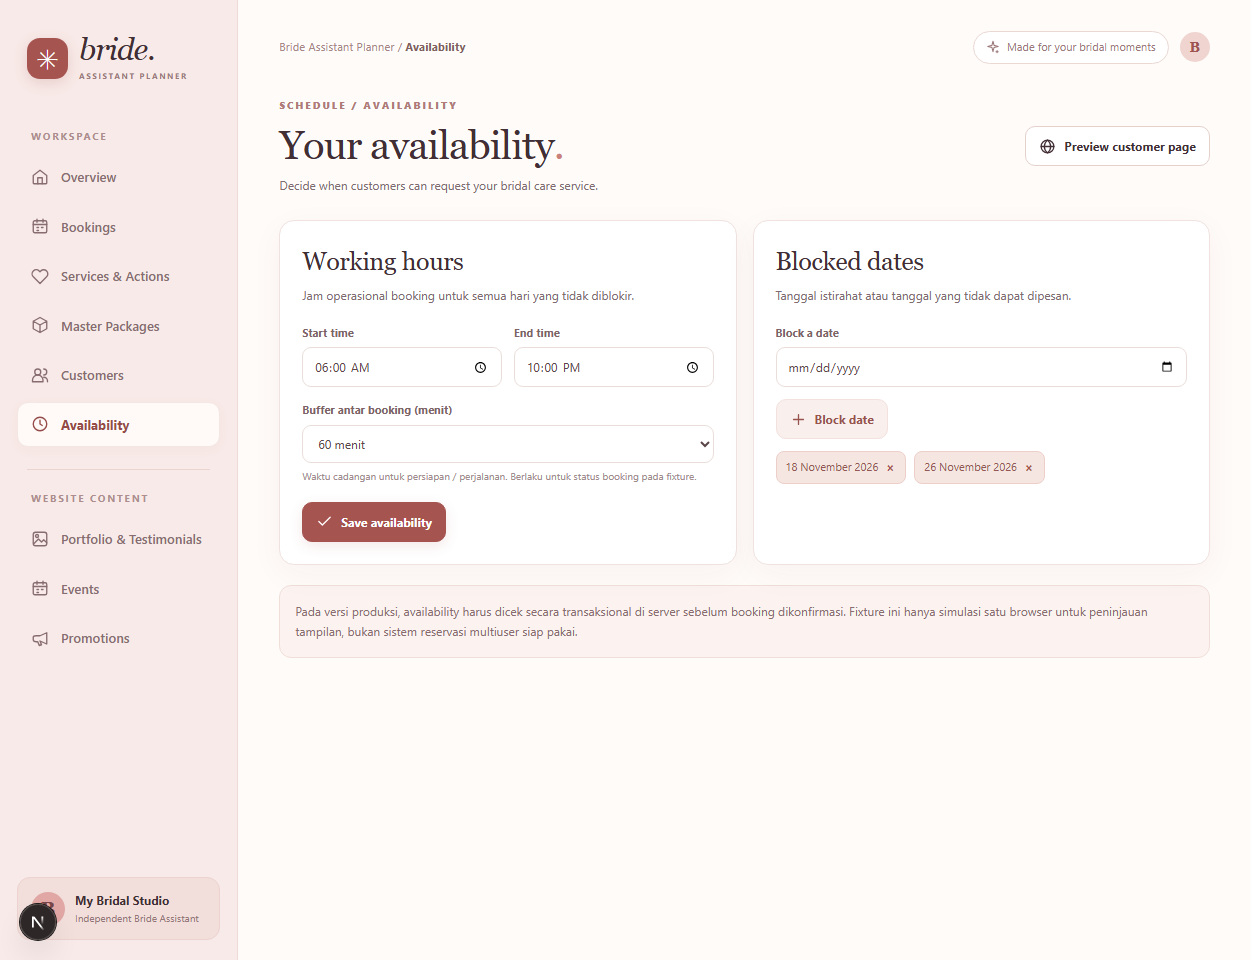 bride.
ASSISTANT PLANNER
WORKSPACE
Overview
Bookings
Services & Actions
Master Packages
Customers
Availability
WEBSITE CONTENT
Portfolio & Testimonials
Events
Promotions
My Bridal Studio
Independent Bride Assistant
N
Bride Assistant Planner / Availability
Made for your bridal moments
B
SCHEDULE / AVAILABILITY
Your availability.
Decide when customers can request your bridal care service.
Preview customer page
Working hours
Jam operasional booking untuk semua hari yang tidak diblokir.
Start time
End time
06:00 AM
10:00 PM
Buffer antar booking (menit)
60 menit
Waktu cadangan untuk persiapan / perjalanan. Berlaku untuk status booking pada fixture.
Save availability
Blocked dates
Tanggal istirahat atau tanggal yang tidak dapat dipesan.
Block a date
mm/dd/yyyy
Block date
18 November 2026 ×
26 November 2026 ×
Pada versi produksi, availability harus dicek secara transaksional di server sebelum booking dikonfirmasi. Fixture ini hanya simulasi satu browser untuk peninjauan
tampilan, bukan sistem reservasi multiuser siap pakai.